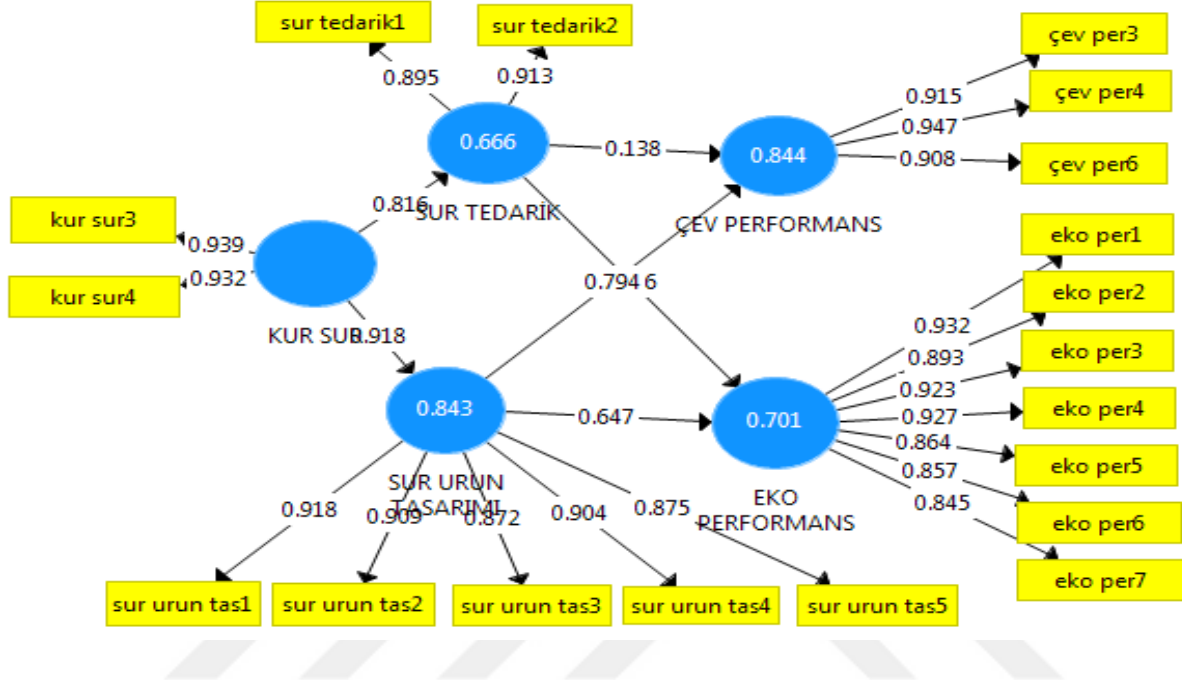 sur tedarik1
sur tedarik2
0.895
0.913
0.666
SUR TEDARİK
0.138
0.844
ÇEV PERFORMANS
0.915
0.947
0.908
çev per3
çev per4
çev per6
kur sur3
kur sur4
0.939
0.932
0.816
KUR SUR
0.918
0.843
SUR URUN
TASARIMI
0.647
0.701
EKO
PERFORMANS
0.932
0.893
0.923
0.927
0.864
0.857
0.845
eko per1
eko per2
eko per3
eko per4
eko per5
eko per6
eko per7
0.918
0.909
0.872
0.904
0.875
sur urun tas1
sur urun tas2
sur urun tas3
sur urun tas4
sur urun tas5